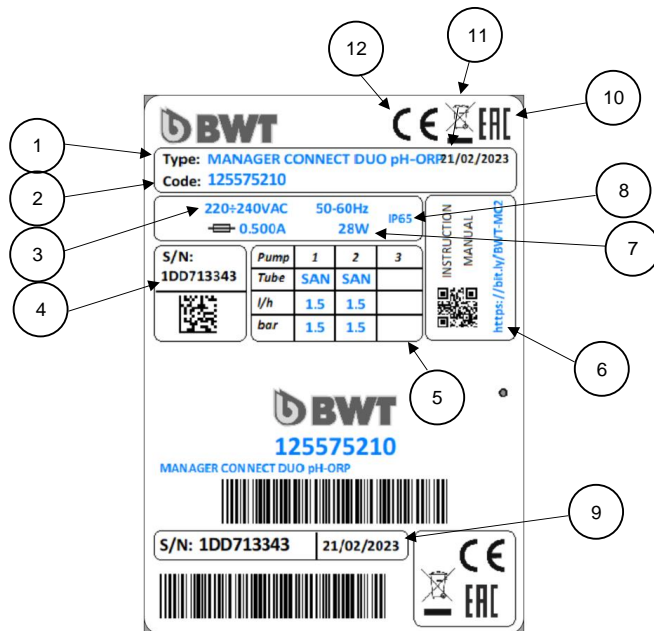 12
11
10
1
2
3
4
5
6
7
8
9
BWT
CE EAC
Type: MANAGER CONNECT DUO pH-ORP 21/02/2023
Code: 125575210
220÷240VAC 50-60Hz IP65
0.500A 28W
S/N:
1DD713343
Pump 1 2 3
Tube SAN SAN
l/h 1.5 1.5
bar 1.5 1.5
INSTRUCTION
MANUAL
https://bit.ly/BWT-MC2
BWT
125575210
MANAGER CONNECT DUO pH-ORP
S/N: 1DD713343 21/02/2023
CE
EAC